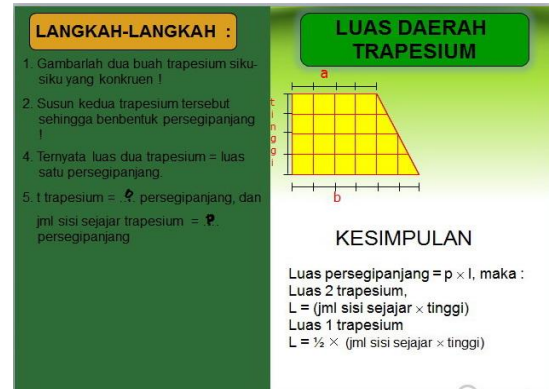 LANGKAH-LANGKAH :
1. Gambarlah dua buah trapesium siku-
siku yang konkruen !
2. Susun kedua trapesium tersebut
sehingga benbentuk persegipanjang
!
4. Ternyata luas dua trapesium = luas
satu persegipanjang.
5. t trapesium = .?. persegipanjang, dan
jml sisi sejajar trapesium = .?..
persegipanjang
LUAS DAERAH
TRAPESIUM
a
tinggi
b
KESIMPULAN
Luas persegipanjang = p × l, maka :
Luas 2 trapesium,
L = (jml sisi sejajar × tinggi)
Luas 1 trapesium
L = ½ × (jml sisi sejajar × tinggi)